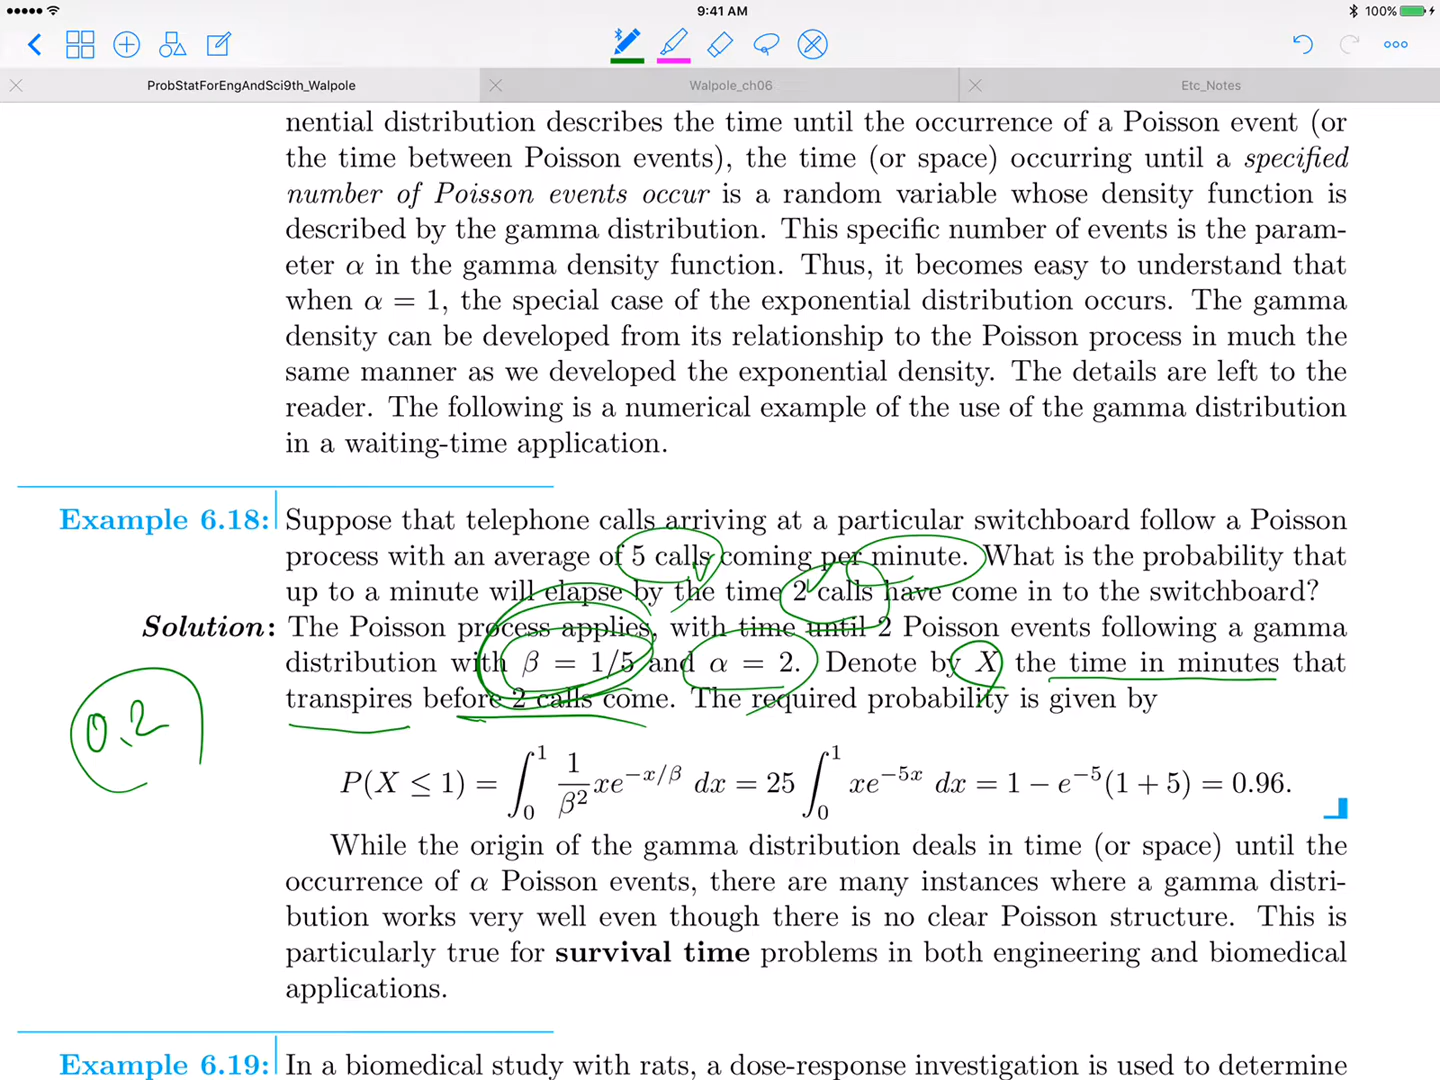 9:41 AM
100%
ProbStatForEngAndSci9th_Walpole
Walpole_ch06
Etc_Notes
nential distribution describes the time until the occurrence of a Poisson event (or
the time between Poisson events), the time (or space) occurring until a specified
number of Poisson events occur is a random variable whose density function is
described by the gamma distribution. This specific number of events is the param-
eter α in the gamma density function. Thus, it becomes easy to understand that
when α = 1, the special case of the exponential distribution occurs. The gamma
density can be developed from its relationship to the Poisson process in much the
same manner as we developed the exponential density. The details are left to the
reader. The following is a numerical example of the use of the gamma distribution
in a waiting-time application.
Example 6.18: Suppose that telephone calls arriving at a particular switchboard follow a Poisson
process with an average of 5 calls coming per minute. What is the probability that
up to a minute will elapse by the time 2 calls have come in to the switchboard?
Solution: The Poisson process applies, with time until 2 Poisson events following a gamma
distribution with β = 1/5 and α = 2. Denote by X the time in minutes that
transpires before 2 calls come. The required probability is given by
0.2
P(X ≤ 1) = ∫₀¹ 1/β² xe^{−x/β} dx = 25 ∫₀¹ xe^{−5x} dx = 1 − e^{−5}(1 + 5) = 0.96.
While the origin of the gamma distribution deals in time (or space) until the
occurrence of α Poisson events, there are many instances where a gamma distri-
bution works very well even though there is no clear Poisson structure. This is
particularly true for survival time problems in both engineering and biomedical
applications.
Example 6.19: In a biomedical study with rats, a dose-response investigation is used to determine